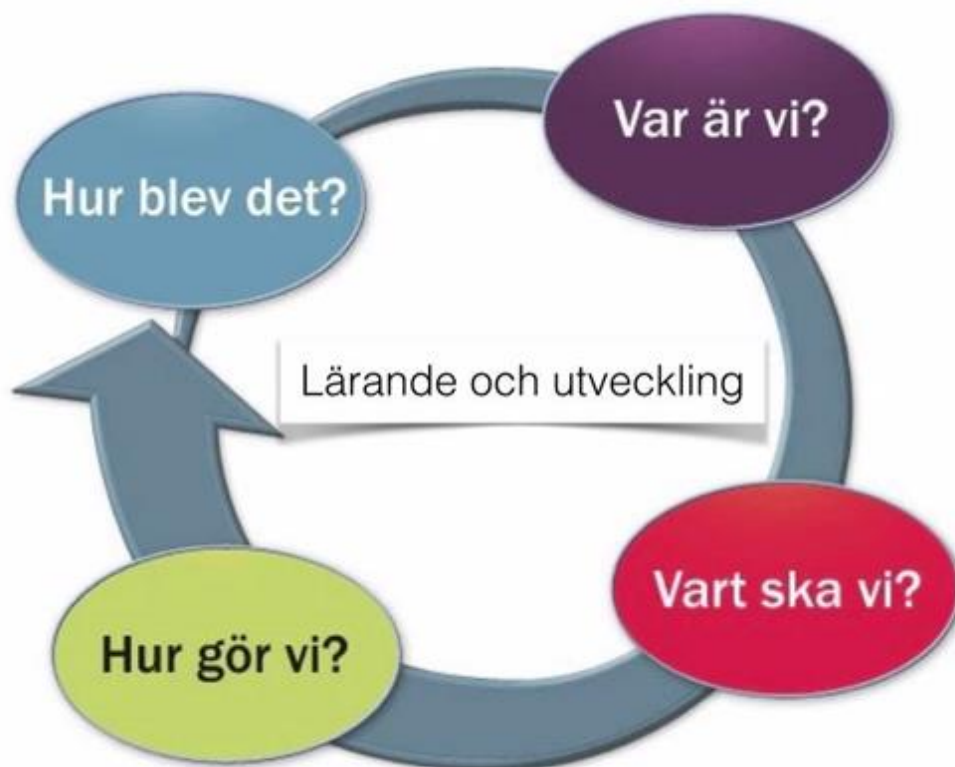 Var är vi?
Hur blev det?
Lärande och utveckling
Vart ska vi?
Hur gör vi?